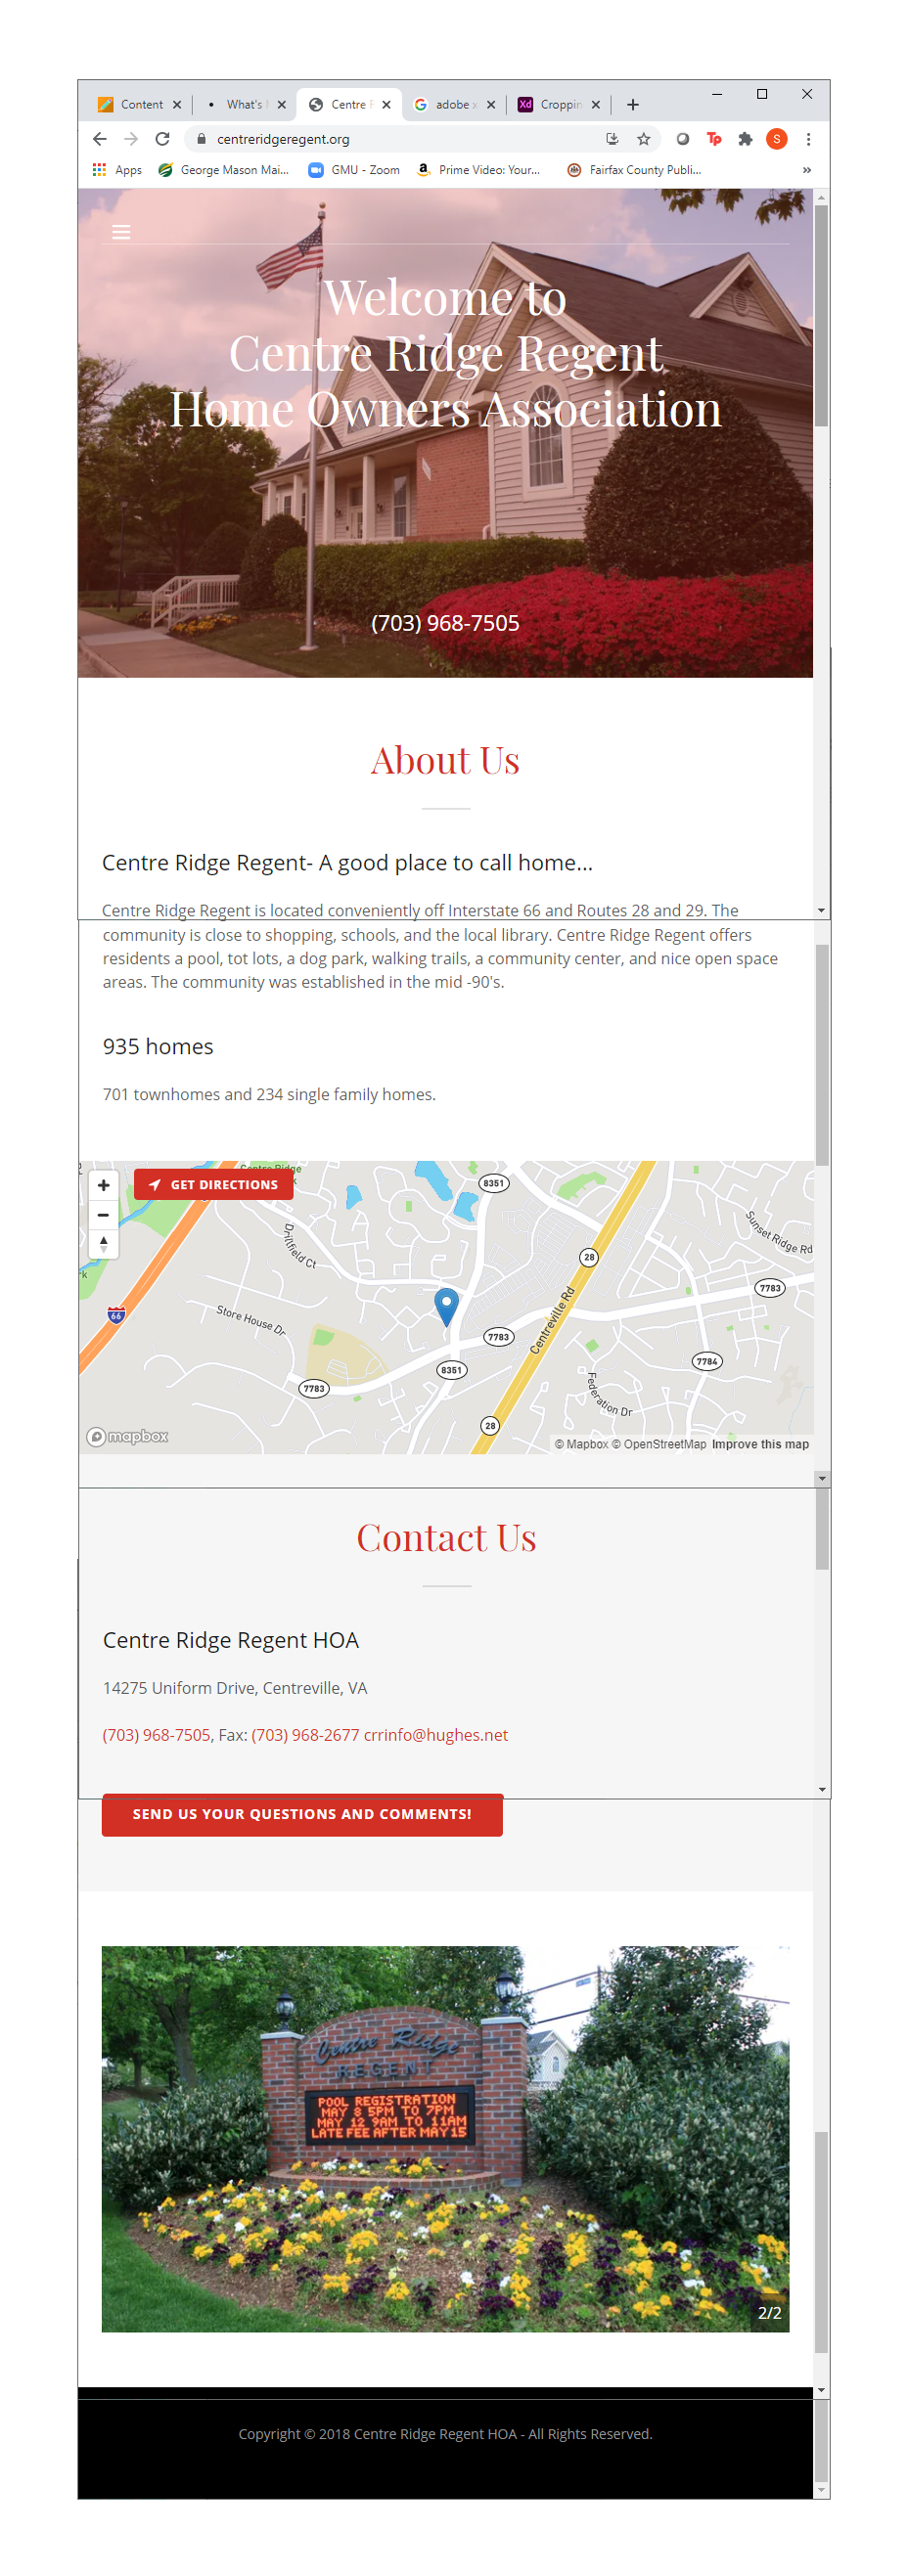 Content
What's
Centre
adobe x
Xd
Croppin
centreridgeregent.org
Tp
S
Apps
George Mason Mai...
GMU - Zoom
Prime Video: Your...
Fairfax County Publi...
»
Welcome to
Centre Ridge Regent
Home Owners Association
(703) 968-7505
About Us
Centre Ridge Regent- A good place to call home...
Centre Ridge Regent is located conveniently off Interstate 66 and Routes 28 and 29. The
community is close to shopping, schools, and the local library. Centre Ridge Regent offers
residents a pool, tot lots, a dog park, walking trails, a community center, and nice open space
areas. The community was established in the mid -90's.
935 homes
701 townhomes and 234 single family homes.
Centre Ridge
GET DIRECTIONS
8351
Drillfield Ct
28
Sunset Ridge Rd
7783
66
Store House Dr
Centreville Rd
7783
8351
7784
7783
Federation Dr
28
mapbox
© Mapbox © OpenStreetMap Improve this map
Contact Us
Centre Ridge Regent HOA
14275 Uniform Drive, Centreville, VA
(703) 968-7505, Fax: (703) 968-2677 crrinfo@hughes.net
SEND US YOUR QUESTIONS AND COMMENTS!
Centre Ridge
REGENT
POOL REGISTRATION
MAY 8 5PM TO 7PM
MAY 12 9AM TO 11AM
LATE FEE AFTER MAY 15
2/2
Copyright © 2018 Centre Ridge Regent HOA - All Rights Reserved.